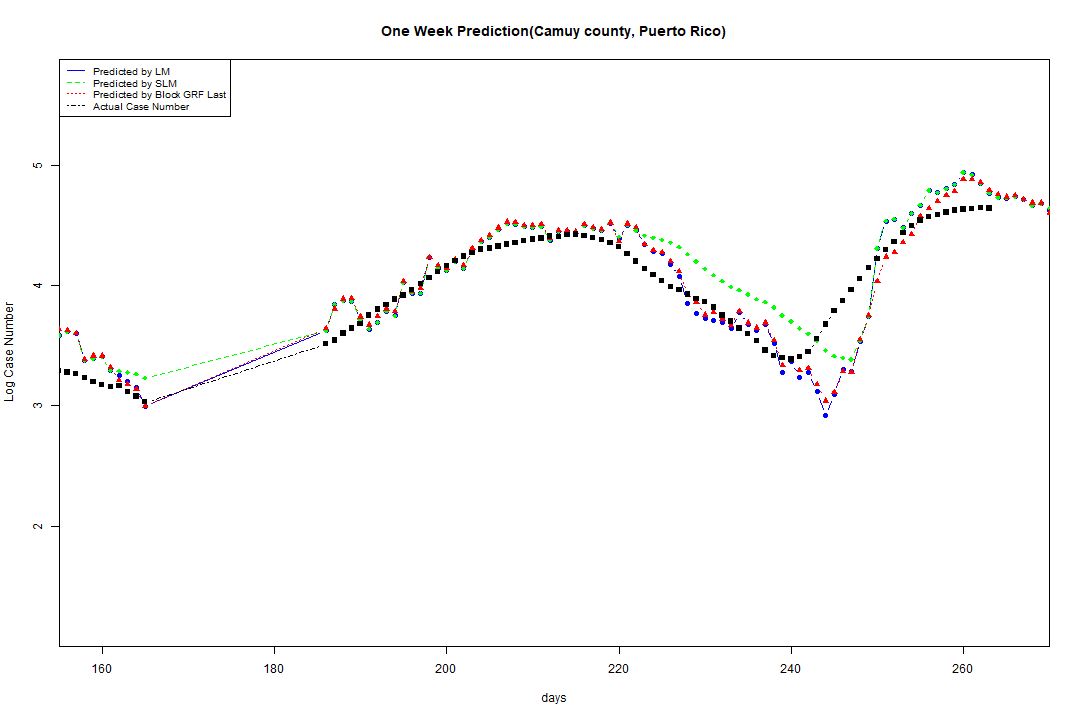 One Week Prediction(Camuy county, Puerto Rico)
Predicted by LM
Predicted by SLM
Predicted by Block GRF Last
Actual Case Number
5
4
3
2
Log Case Number
160 180 200 220 240 260
days